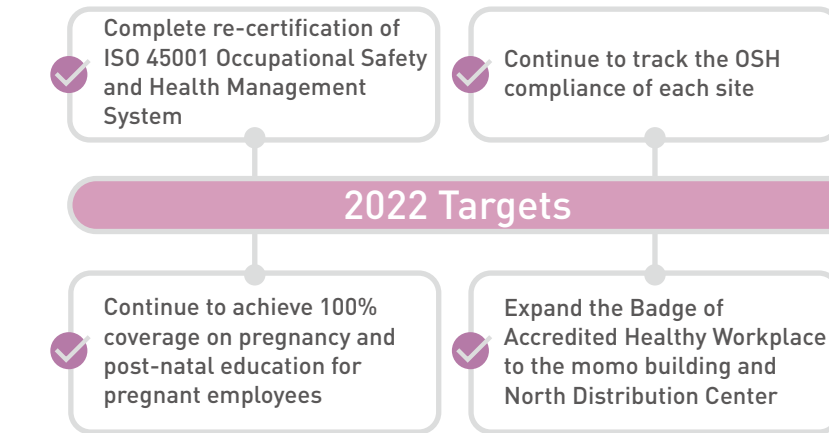 Complete re-certification of
ISO 45001 Occupational Safety
and Health Management
System
Continue to track the OSH
compliance of each site
2022 Targets
Continue to achieve 100%
coverage on pregnancy and
post-natal education for
pregnant employees
Expand the Badge of
Accredited Healthy Workplace
to the momo building and
North Distribution Center